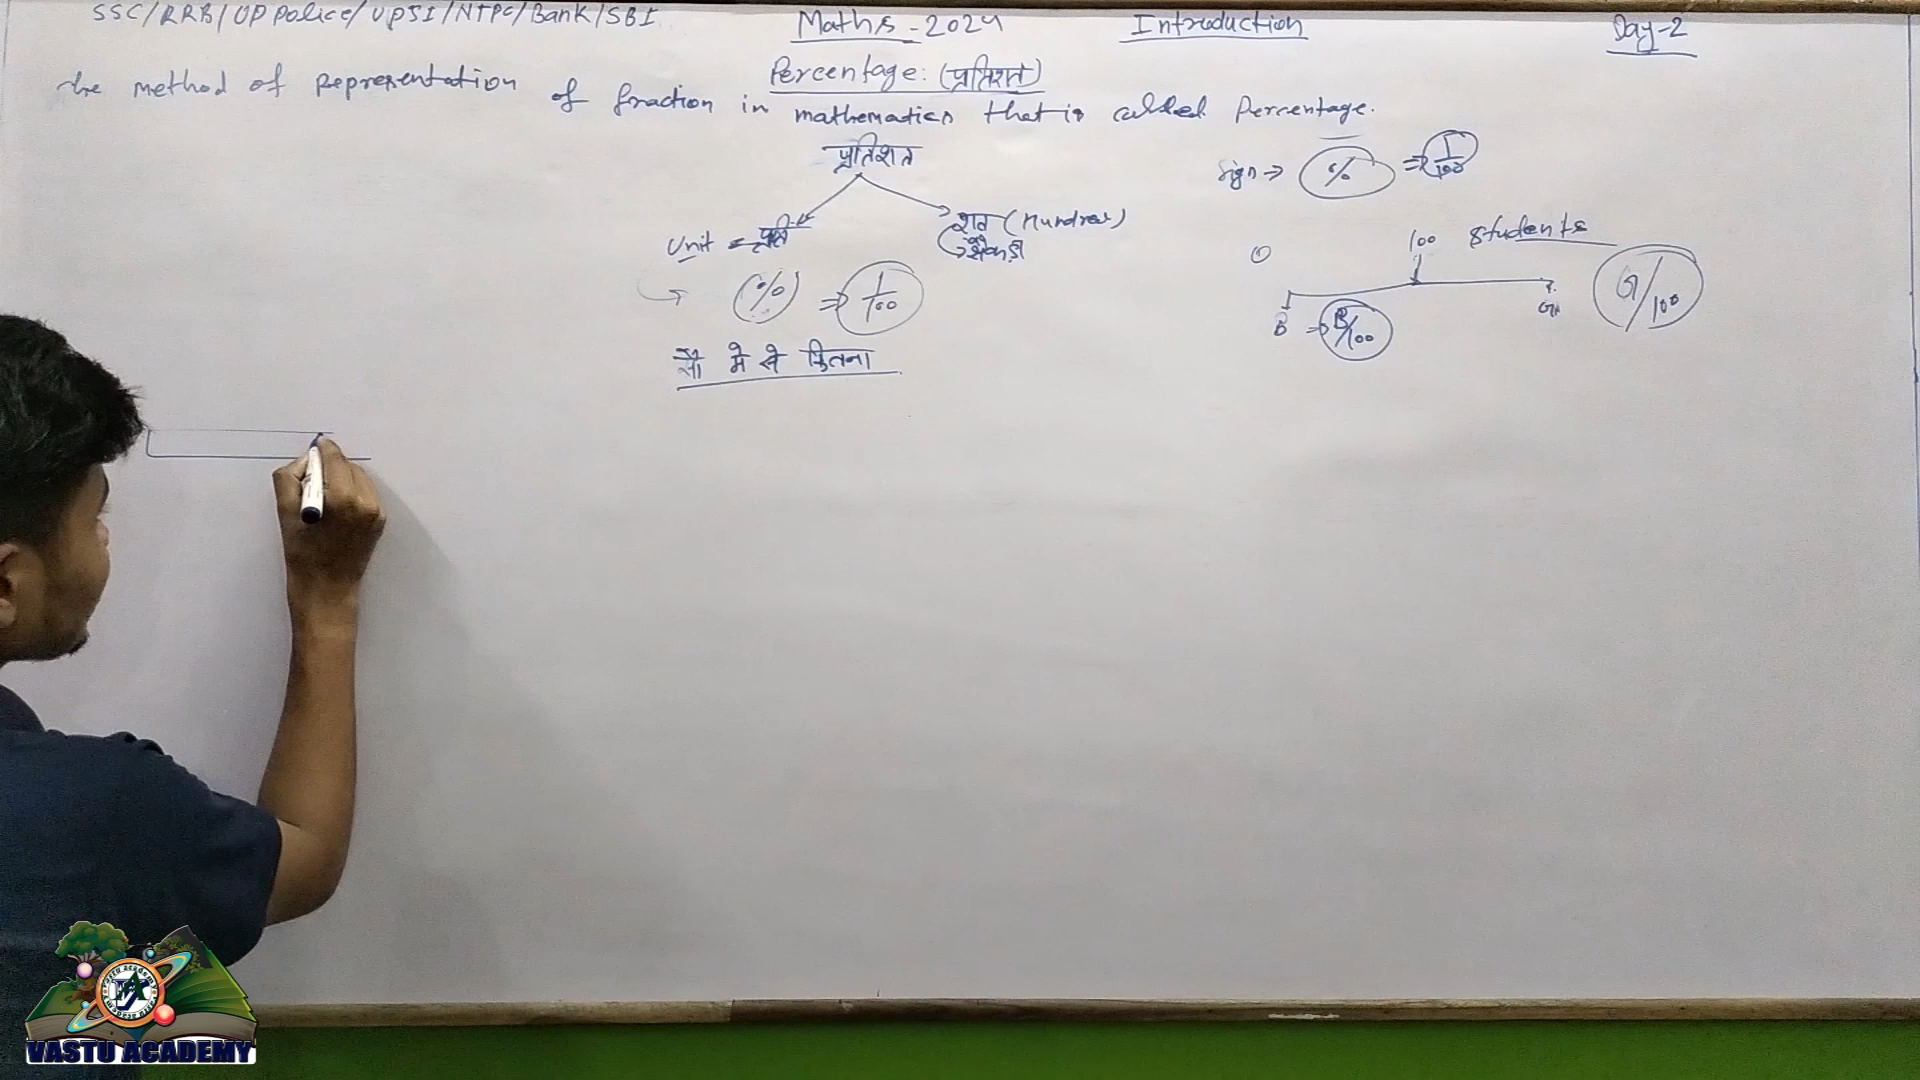 SSC/RRB/UP Police/UPSI/NTPC/Bank/SBI
Maths-2024
Introduction
Day-2
Percentage: (प्रतिशत)
the method of representation of fraction in mathematics that is called Percentage.
प्रतिशत
sign → % ⇒ 1/100
Unit = प्रति
शत (Hundred)
→ सैकड़ा
(%) ⇒ 1/100
सौ में से कितना
① 100 students
B ⇒ B/100
G G/100
VASTU ACADEMY